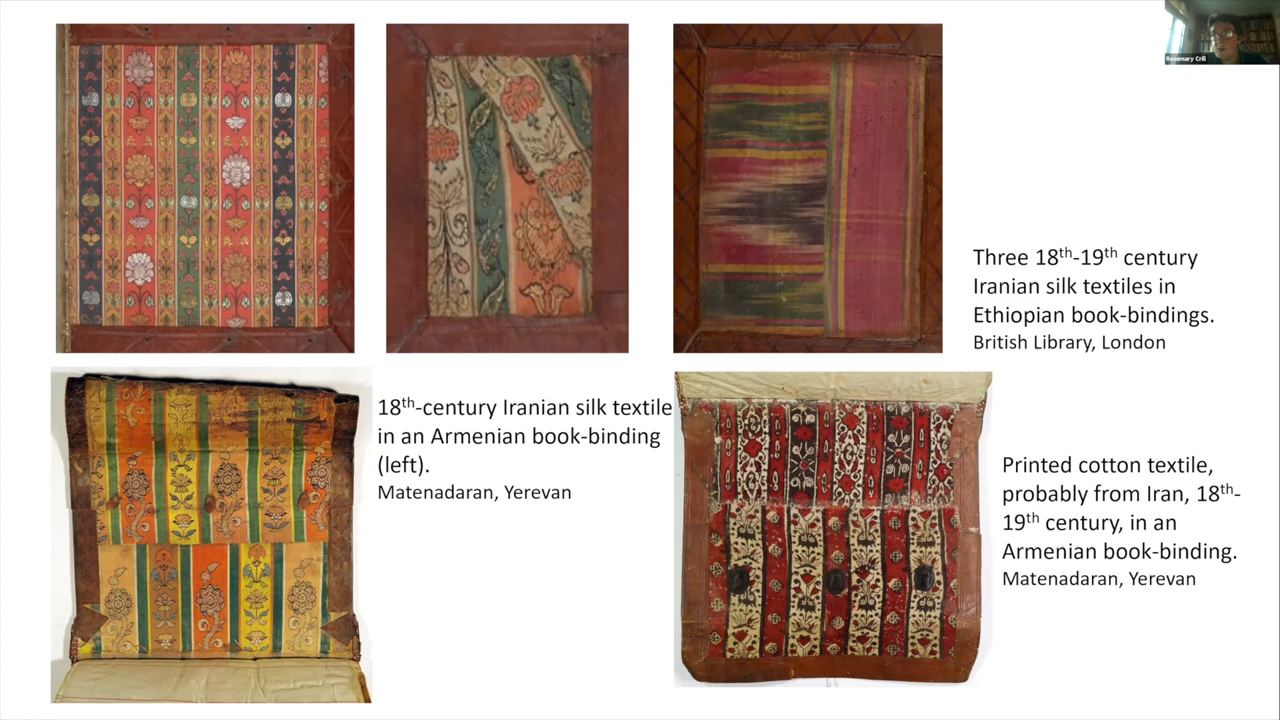 Rosemary Crill
Three 18th-19th century
Iranian silk textiles in
Ethiopian book-bindings.
British Library, London
18th-century Iranian silk textile
in an Armenian book-binding
(left).
Matenadaran, Yerevan
Printed cotton textile,
probably from Iran, 18th-
19th century, in an
Armenian book-binding.
Matenadaran, Yerevan